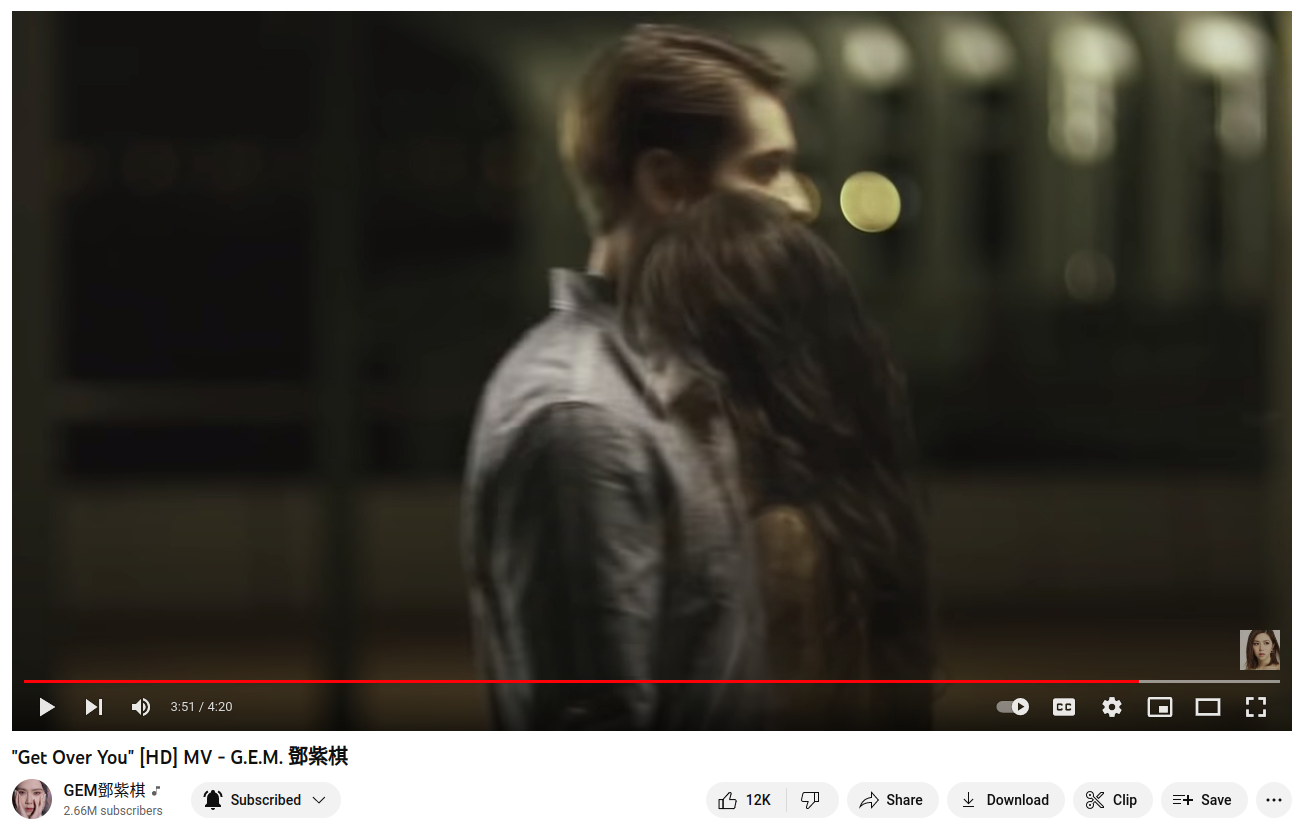 3:51 / 4:20
CC
"Get Over You" [HD] MV - G.E.M. 鄧紫棋
GEM鄧紫棋
2.66M subscribers
Subscribed
12K
Share
Download
Clip
Save